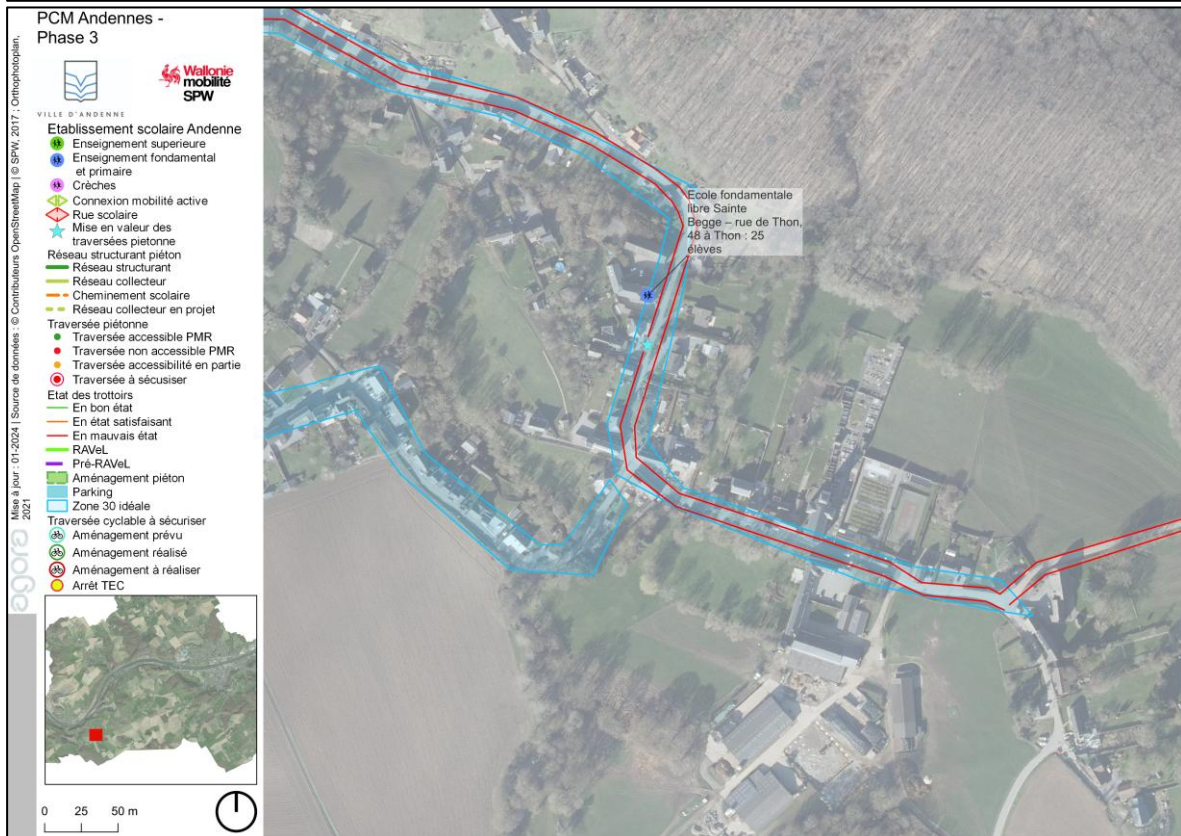 PCM Andennes -
Phase 3
VILLE D'ANDENNE
Wallonie
mobilité
SPW
Etablissement scolaire Andenne
Enseignement superieure
Enseignement fondamental
et primaire
Crèches
Connexion mobilité active
Rue scolaire
Mise en valeur des
traversées pietonne
Réseau structurant piéton
Réseau structurant
Réseau collecteur
Cheminement scolaire
Réseau collecteur en projet
Traversée piétonne
Traversée accessible PMR
Traversée non accessible PMR
Traversée accessibilité en partie
Traversée à sécusiser
Etat des trottoirs
En bon état
En état satisfaisant
En mauvais état
RAVeL
Pré-RAVeL
Aménagement piéton
Parking
Zone 30 idéale
Traversée cyclable à sécuriser
Aménagement prévu
Aménagement réalisé
Aménagement à réaliser
Arrêt TEC
0 25 50 m
agora
Mise à jour : 01-2024 | Source de données : © Contributeurs OpenStreetMap | © SPW, 2017 ; Orthophotoplan,
2021
Ecole fondamentale
libre Sainte
Begge – rue de Thon,
48 à Thon : 25
élèves